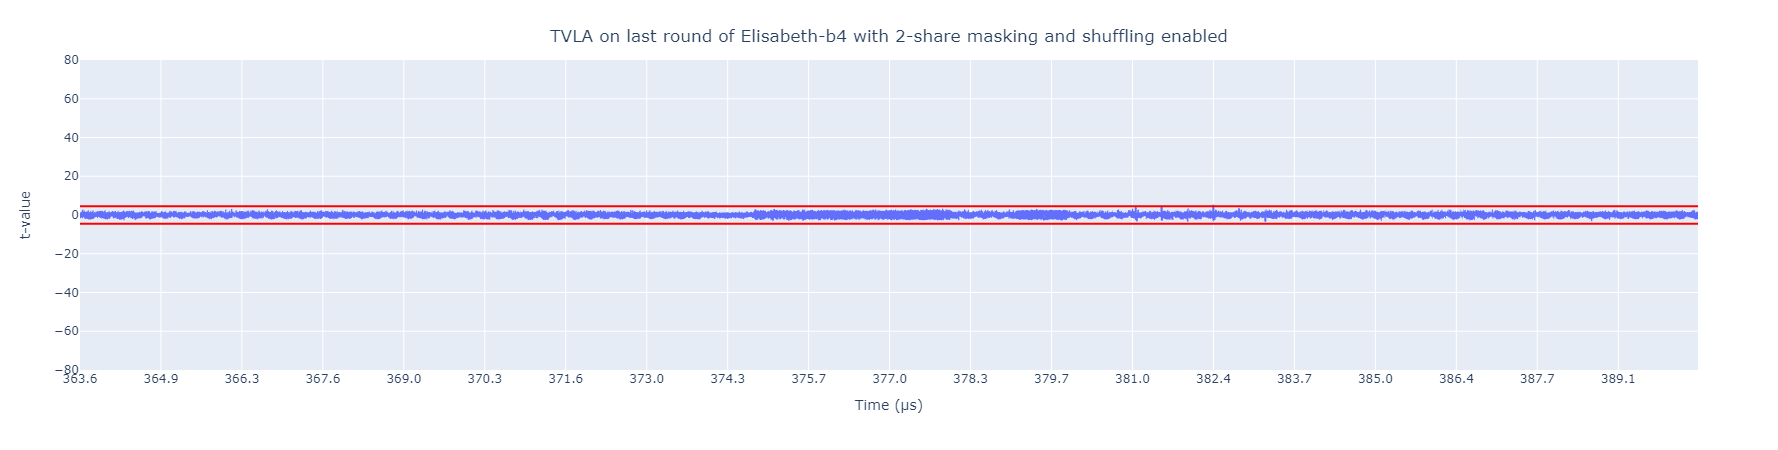 TVLA on last round of Elisabeth-b4 with 2-share masking and shuffling enabled
80
60
40
20
0
−20
−40
−60
−80
t-value
363.6 364.9 366.3 367.6 369.0 370.3 371.6 373.0 374.3 375.7 377.0 378.3 379.7 381.0 382.4 383.7 385.0 386.4 387.7 389.1
Time (μs)